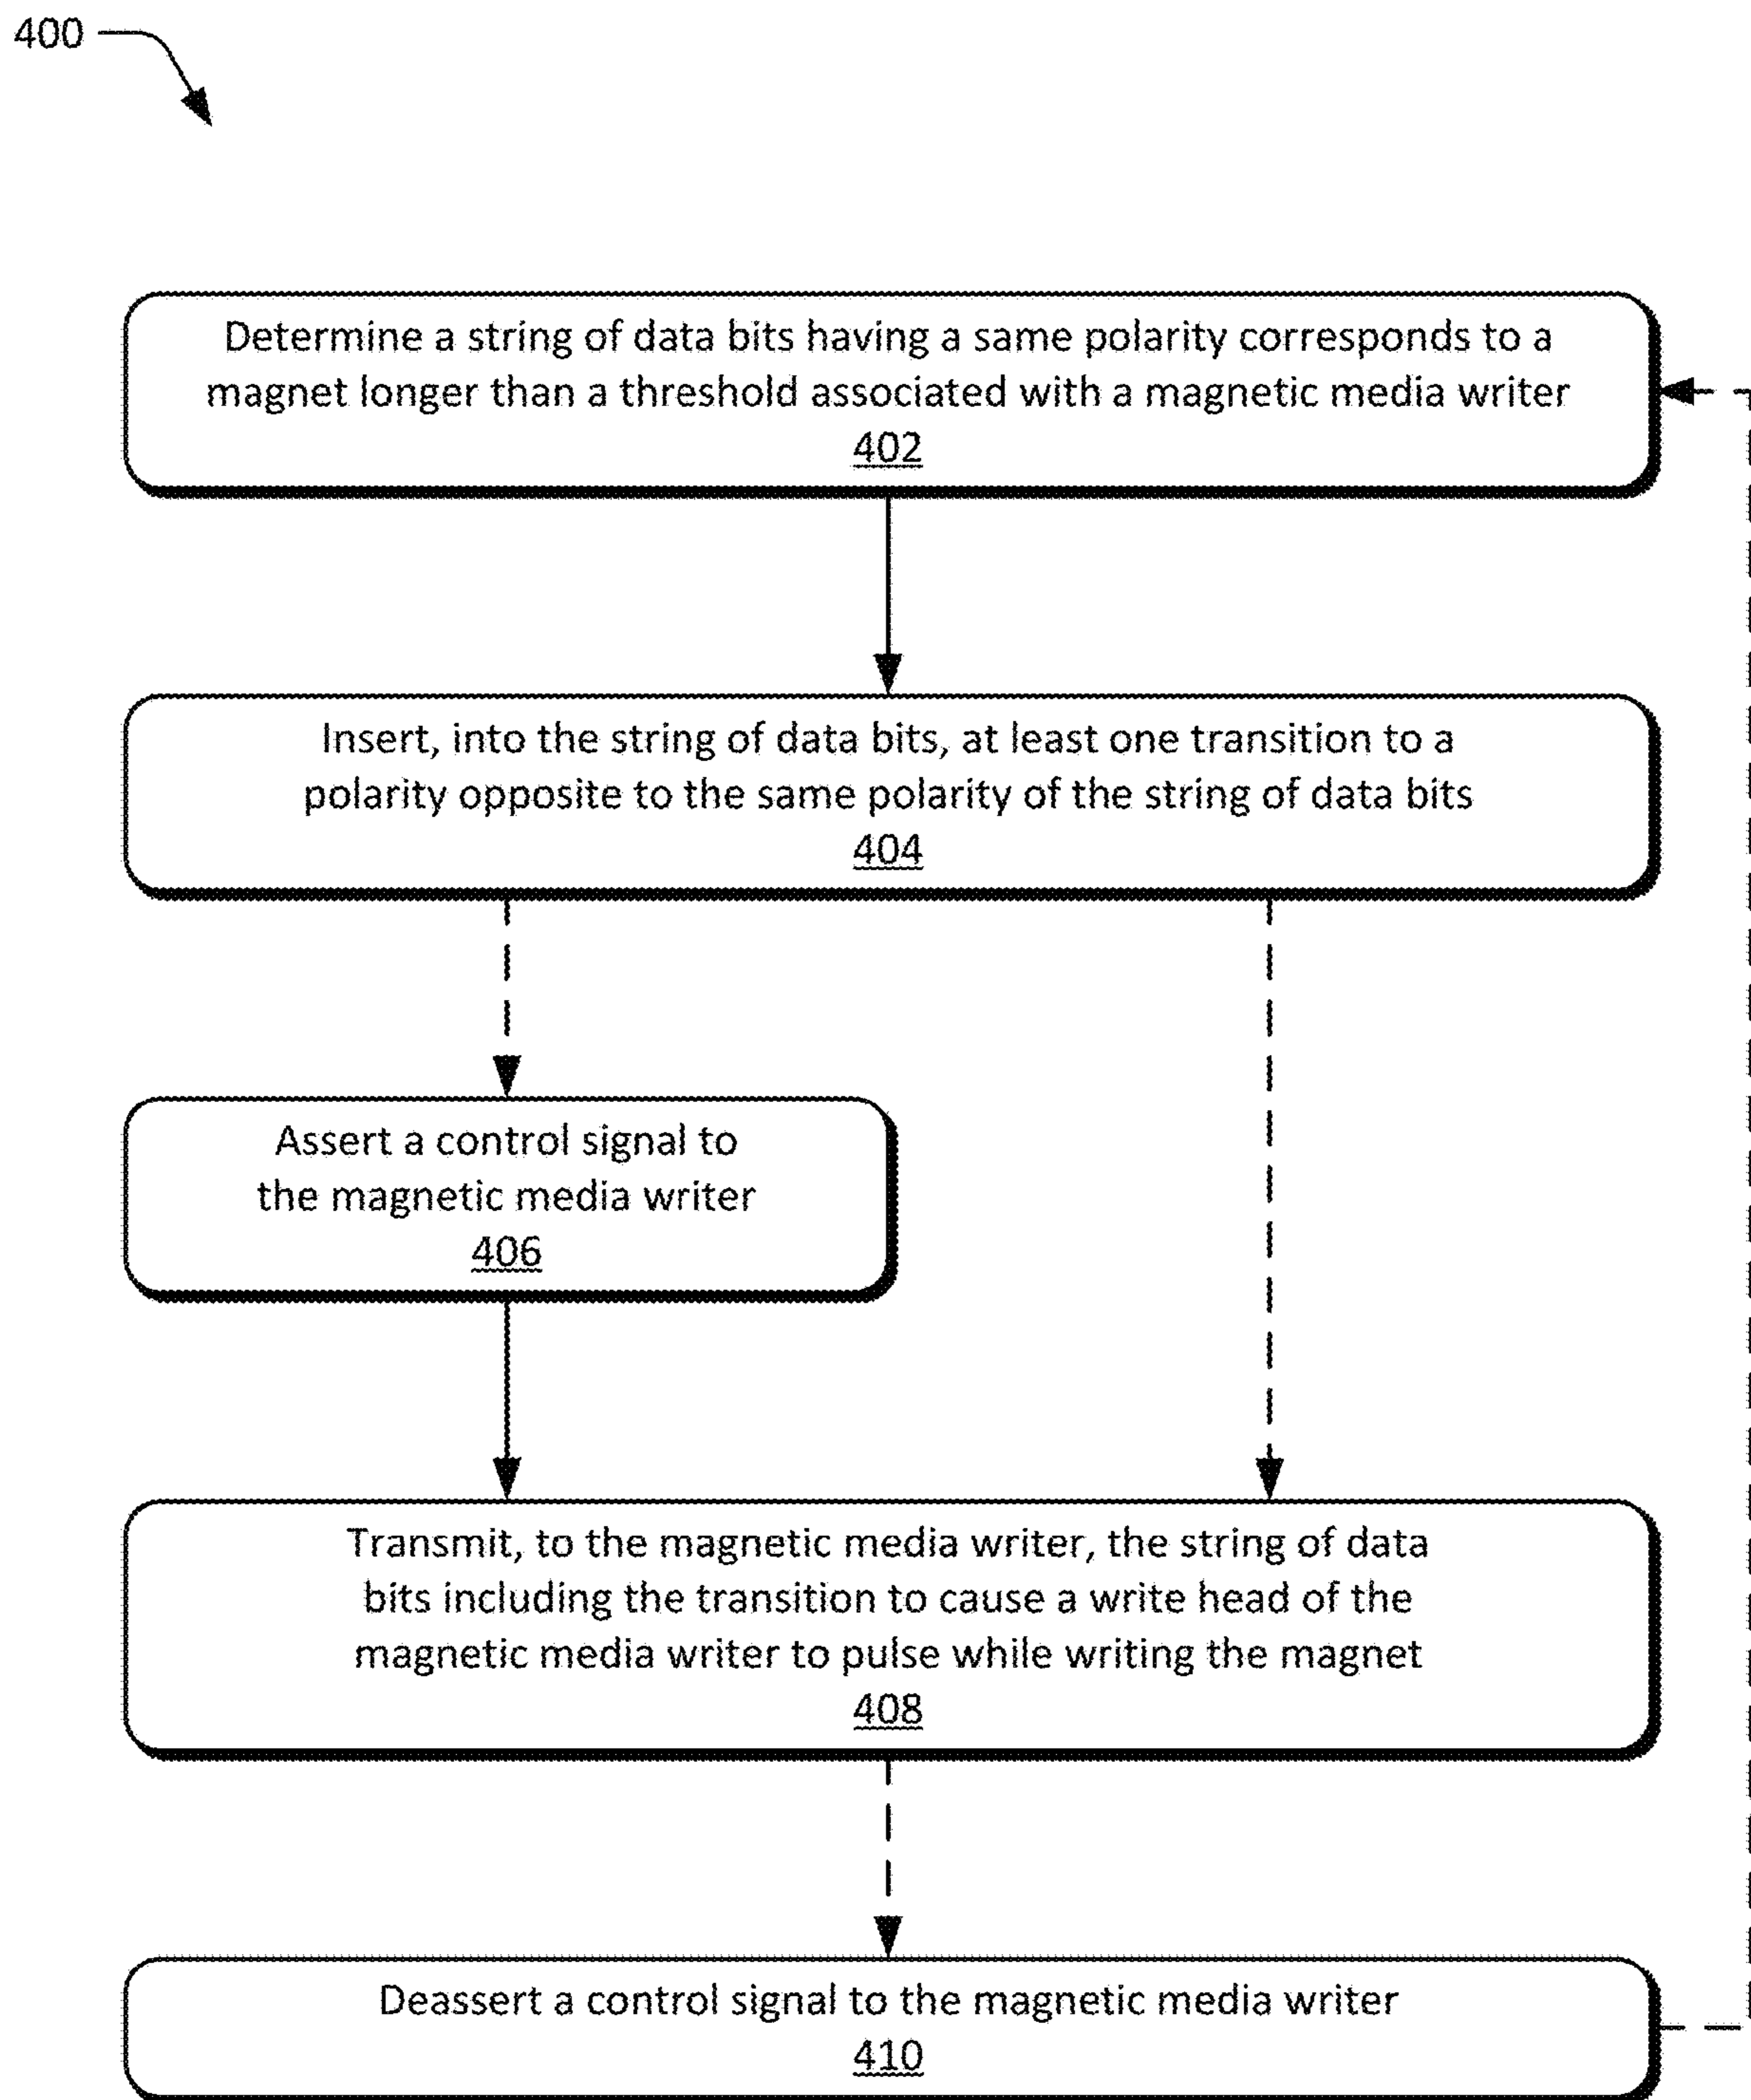 400
Determine a string of data bits having a same polarity corresponds to a
magnet longer than a threshold associated with a magnetic media writer
402
Insert, into the string of data bits, at least one transition to a
polarity opposite to the same polarity of the string of data bits
404
Assert a control signal to
the magnetic media writer
406
Transmit, to the magnetic media writer, the string of data
bits including the transition to cause a write head of the
magnetic media writer to pulse while writing the magnet
408
Deassert a control signal to the magnetic media writer
410